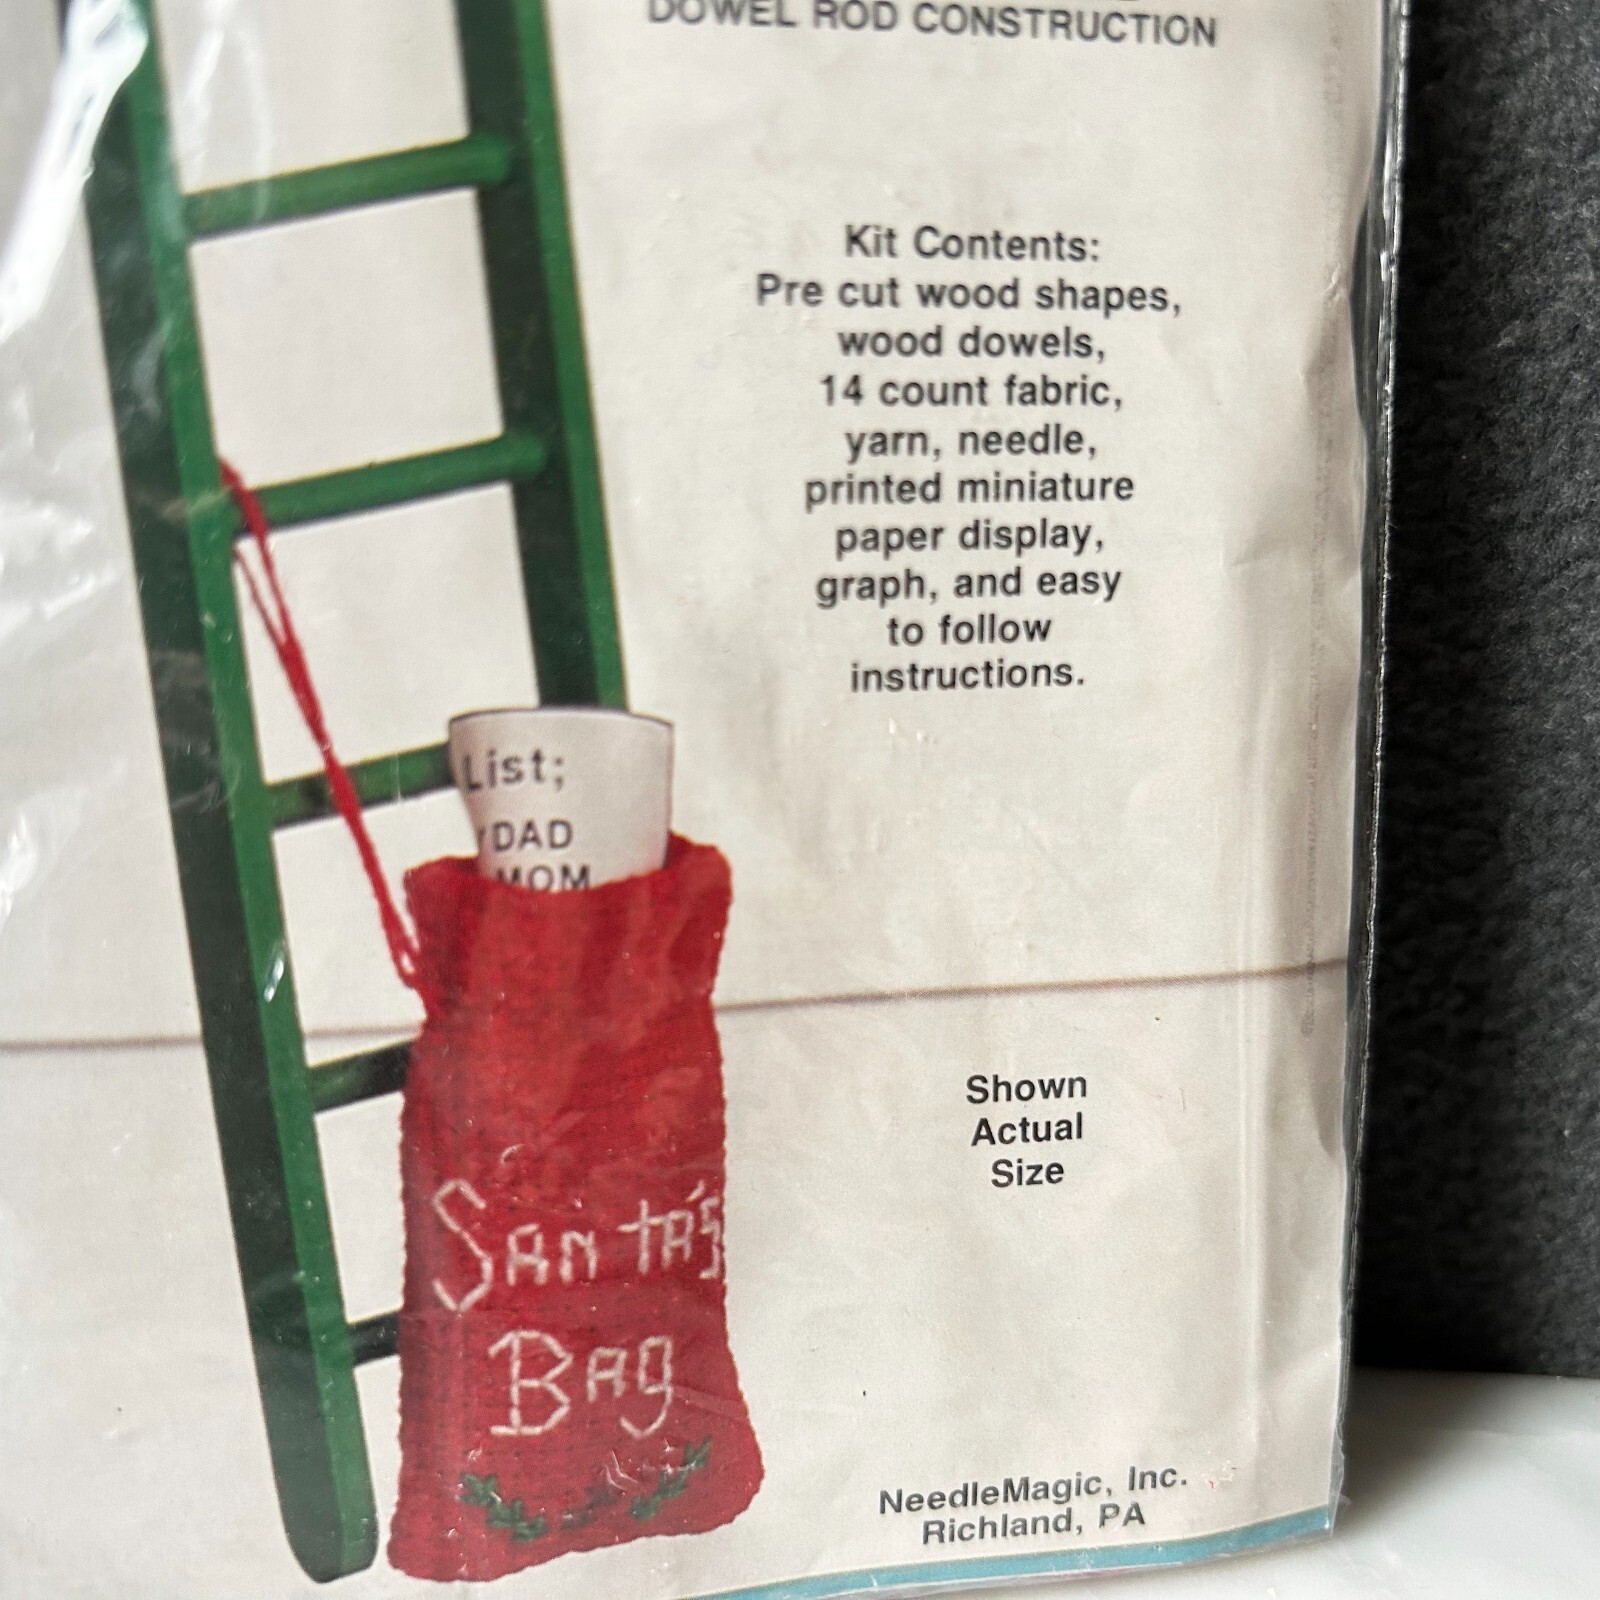 DOWEL ROD CONSTRUCTION
Kit Contents:
Pre cut wood shapes,
wood dowels,
14 count fabric,
yarn, needle,
printed miniature
paper display,
graph, and easy
to follow
instructions.
List;
DAD
MOM
Shown
Actual
Size
Santa's
Bag
NeedleMagic, Inc.
Richland, PA